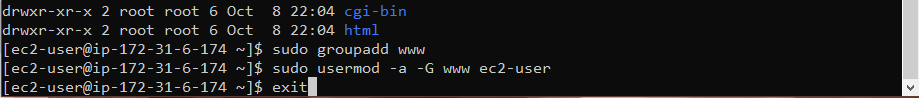 drwxr-xr-x 2 root root 6 Oct  8 22:04 cgi-bin
drwxr-xr-x 2 root root 6 Oct  8 22:04 html
[ec2-user@ip-172-31-6-174 ~]$ sudo groupadd www
[ec2-user@ip-172-31-6-174 ~]$ sudo usermod -a -G www ec2-user
[ec2-user@ip-172-31-6-174 ~]$ exit